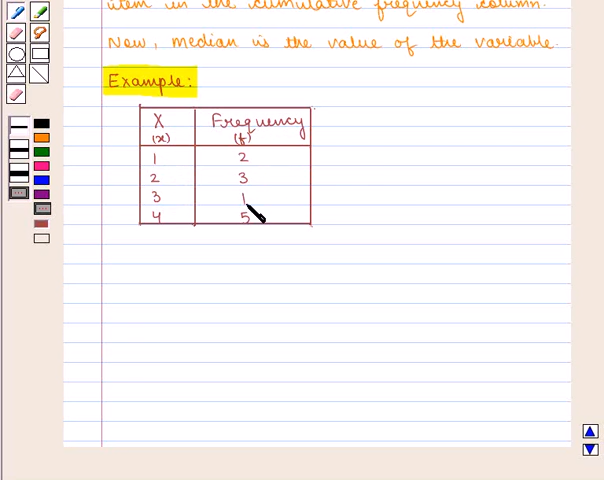 item in the cumulative frequency column.
Now, median is the value of the variable.
Example:
X Frequency
(x) (f)
1 2
2 3
3 1
4 5